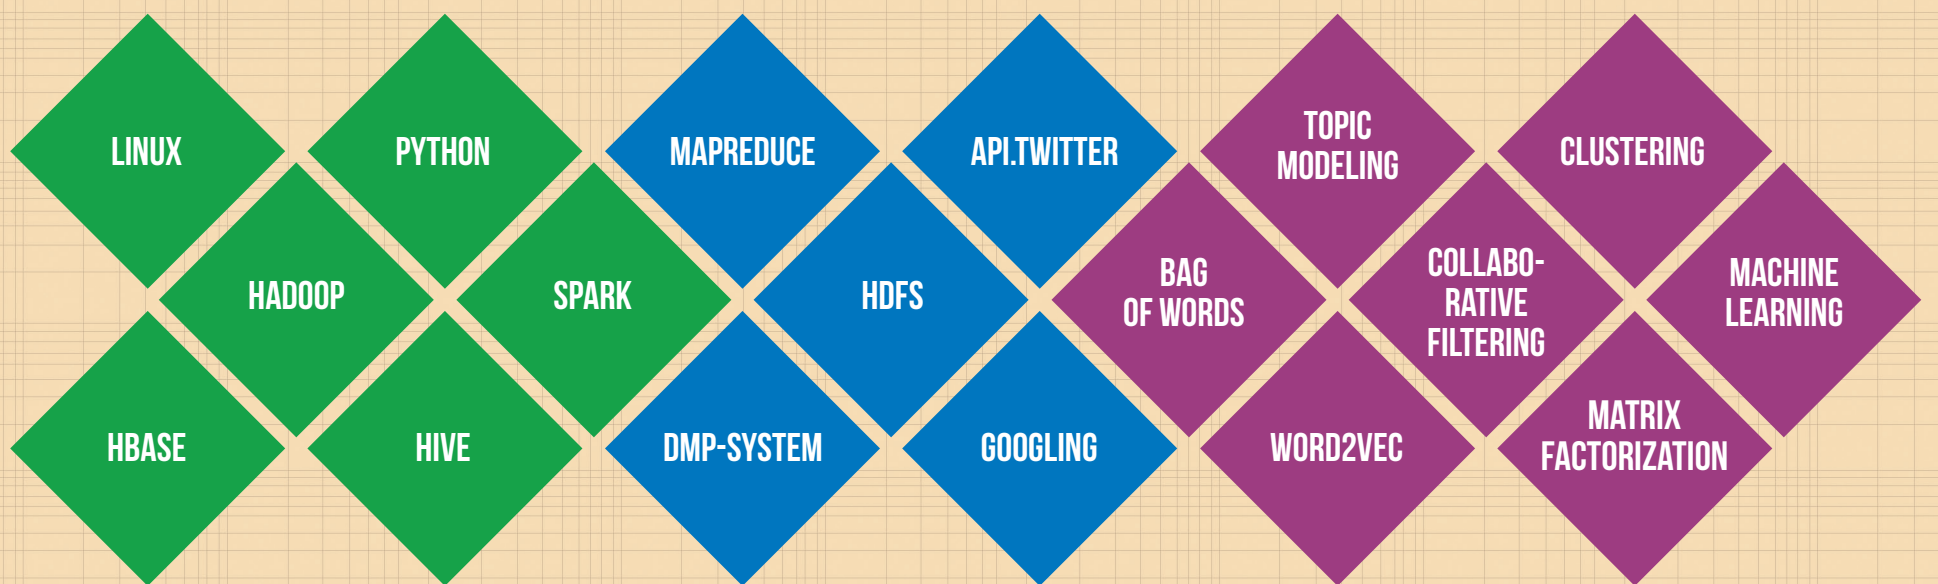 LINUX
PYTHON
MAPREDUCE
API.TWITTER
TOPIC
MODELING
CLUSTERING
HADOOP
SPARK
HDFS
BAG
OF WORDS
COLLABO-
RATIVE
FILTERING
MACHINE
LEARNING
HBASE
HIVE
DMP-SYSTEM
GOOGLING
WORD2VEC
MATRIX
FACTORIZATION